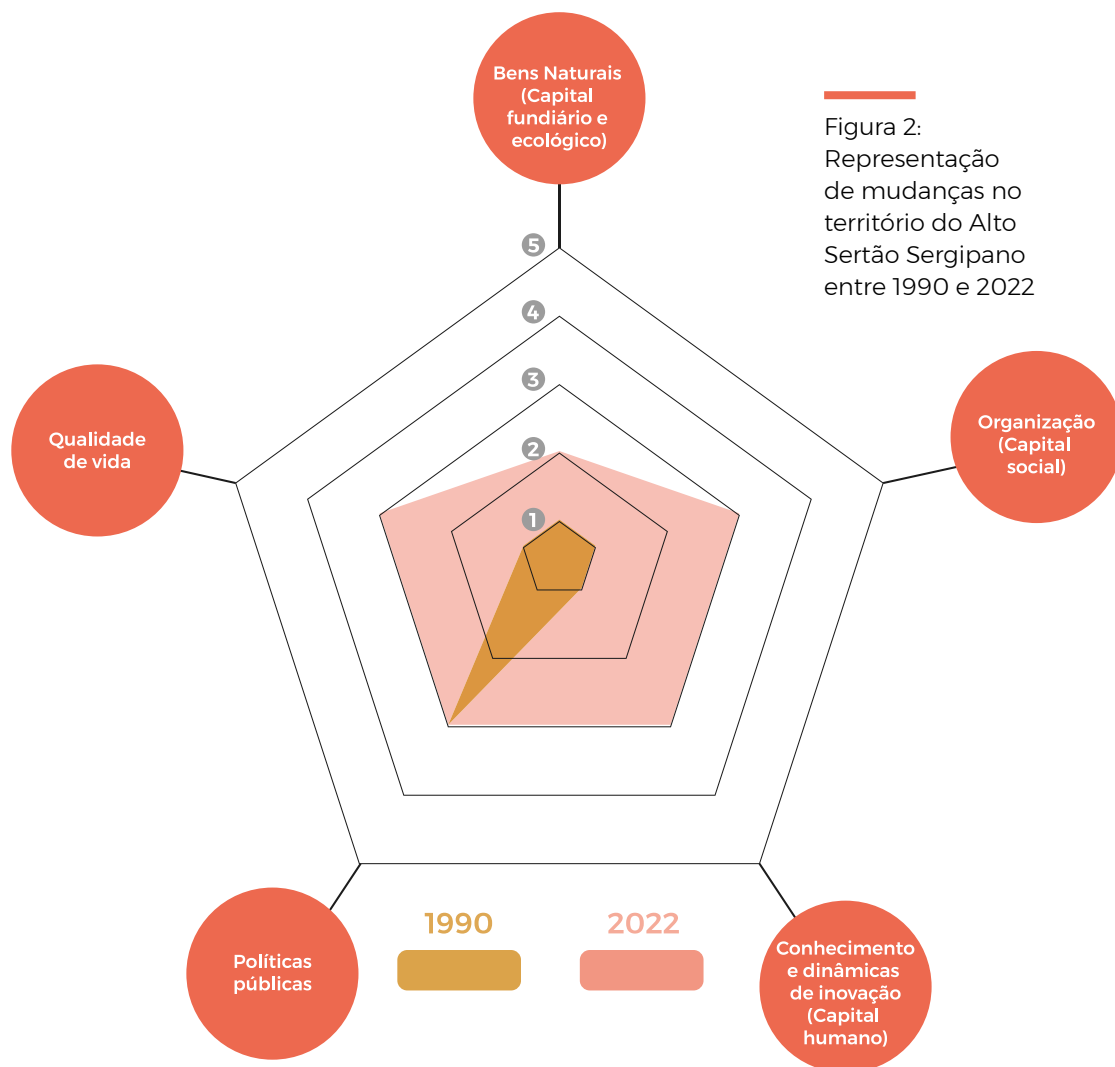 Bens Naturais
(Capital
fundiário e
ecológico)
Figura 2:
Representação
de mudanças no
território do Alto
Sertão Sergipano
entre 1990 e 2022
5
4
3
2
1
Qualidade
de vida
Organização
(Capital
social)
Políticas
públicas
1990
2022
Conhecimento
e dinâmicas
de inovação
(Capital
humano)